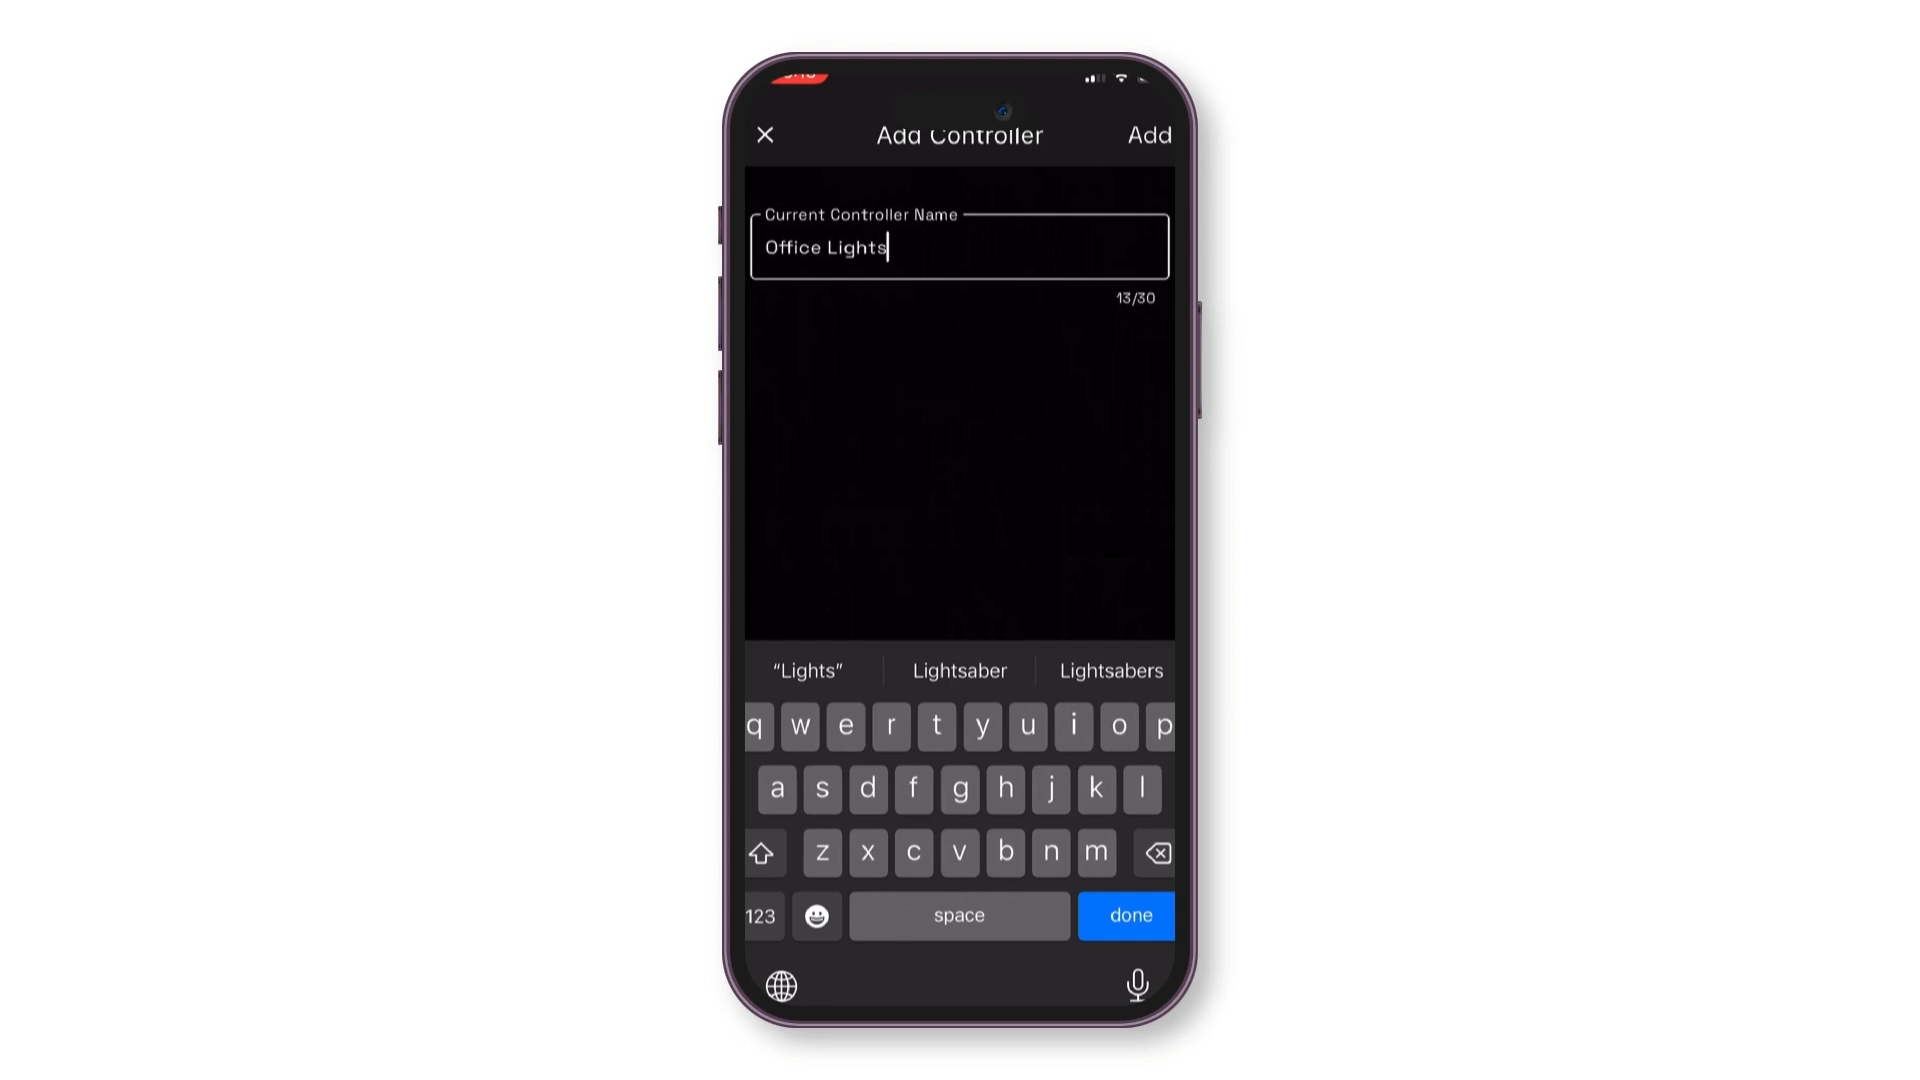 Add Controller
Add
Current Controller Name
Office Lights
13/30
“Lights”
Lightsaber
Lightsabers
q w e r t y u i o p
a s d f g h j k l
z x c v b n m
123
space
done